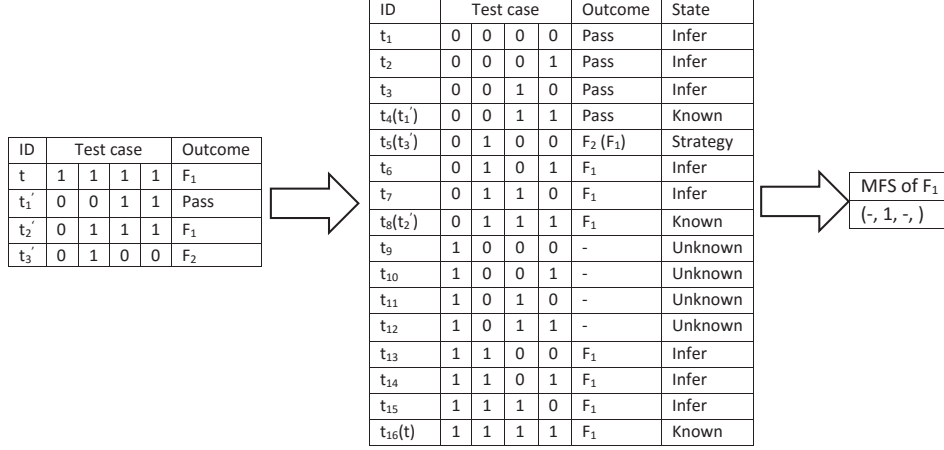 ID Test case Outcome
t 1 1 1 1 F₁
t₁′ 0 0 1 1 Pass
t₂′ 0 1 1 1 F₁
t₃′ 0 1 0 0 F₂
ID Test case Outcome State
t₁ 0 0 0 0 Pass Infer
t₂ 0 0 0 1 Pass Infer
t₃ 0 0 1 0 Pass Infer
t₄(t₁′) 0 0 1 1 Pass Known
t₅(t₃′) 0 1 0 0 F₂ (F₁) Strategy
t₆ 0 1 0 1 F₁ Infer
t₇ 0 1 1 0 F₁ Infer
t₈(t₂′) 0 1 1 1 F₁ Known
t₉ 1 0 0 0 - Unknown
t₁₀ 1 0 0 1 - Unknown
t₁₁ 1 0 1 0 - Unknown
t₁₂ 1 0 1 1 - Unknown
t₁₃ 1 1 0 0 F₁ Infer
t₁₄ 1 1 0 1 F₁ Infer
t₁₅ 1 1 1 0 F₁ Infer
t₁₆(t) 1 1 1 1 F₁ Known
MFS of F₁
(-, 1, -, )